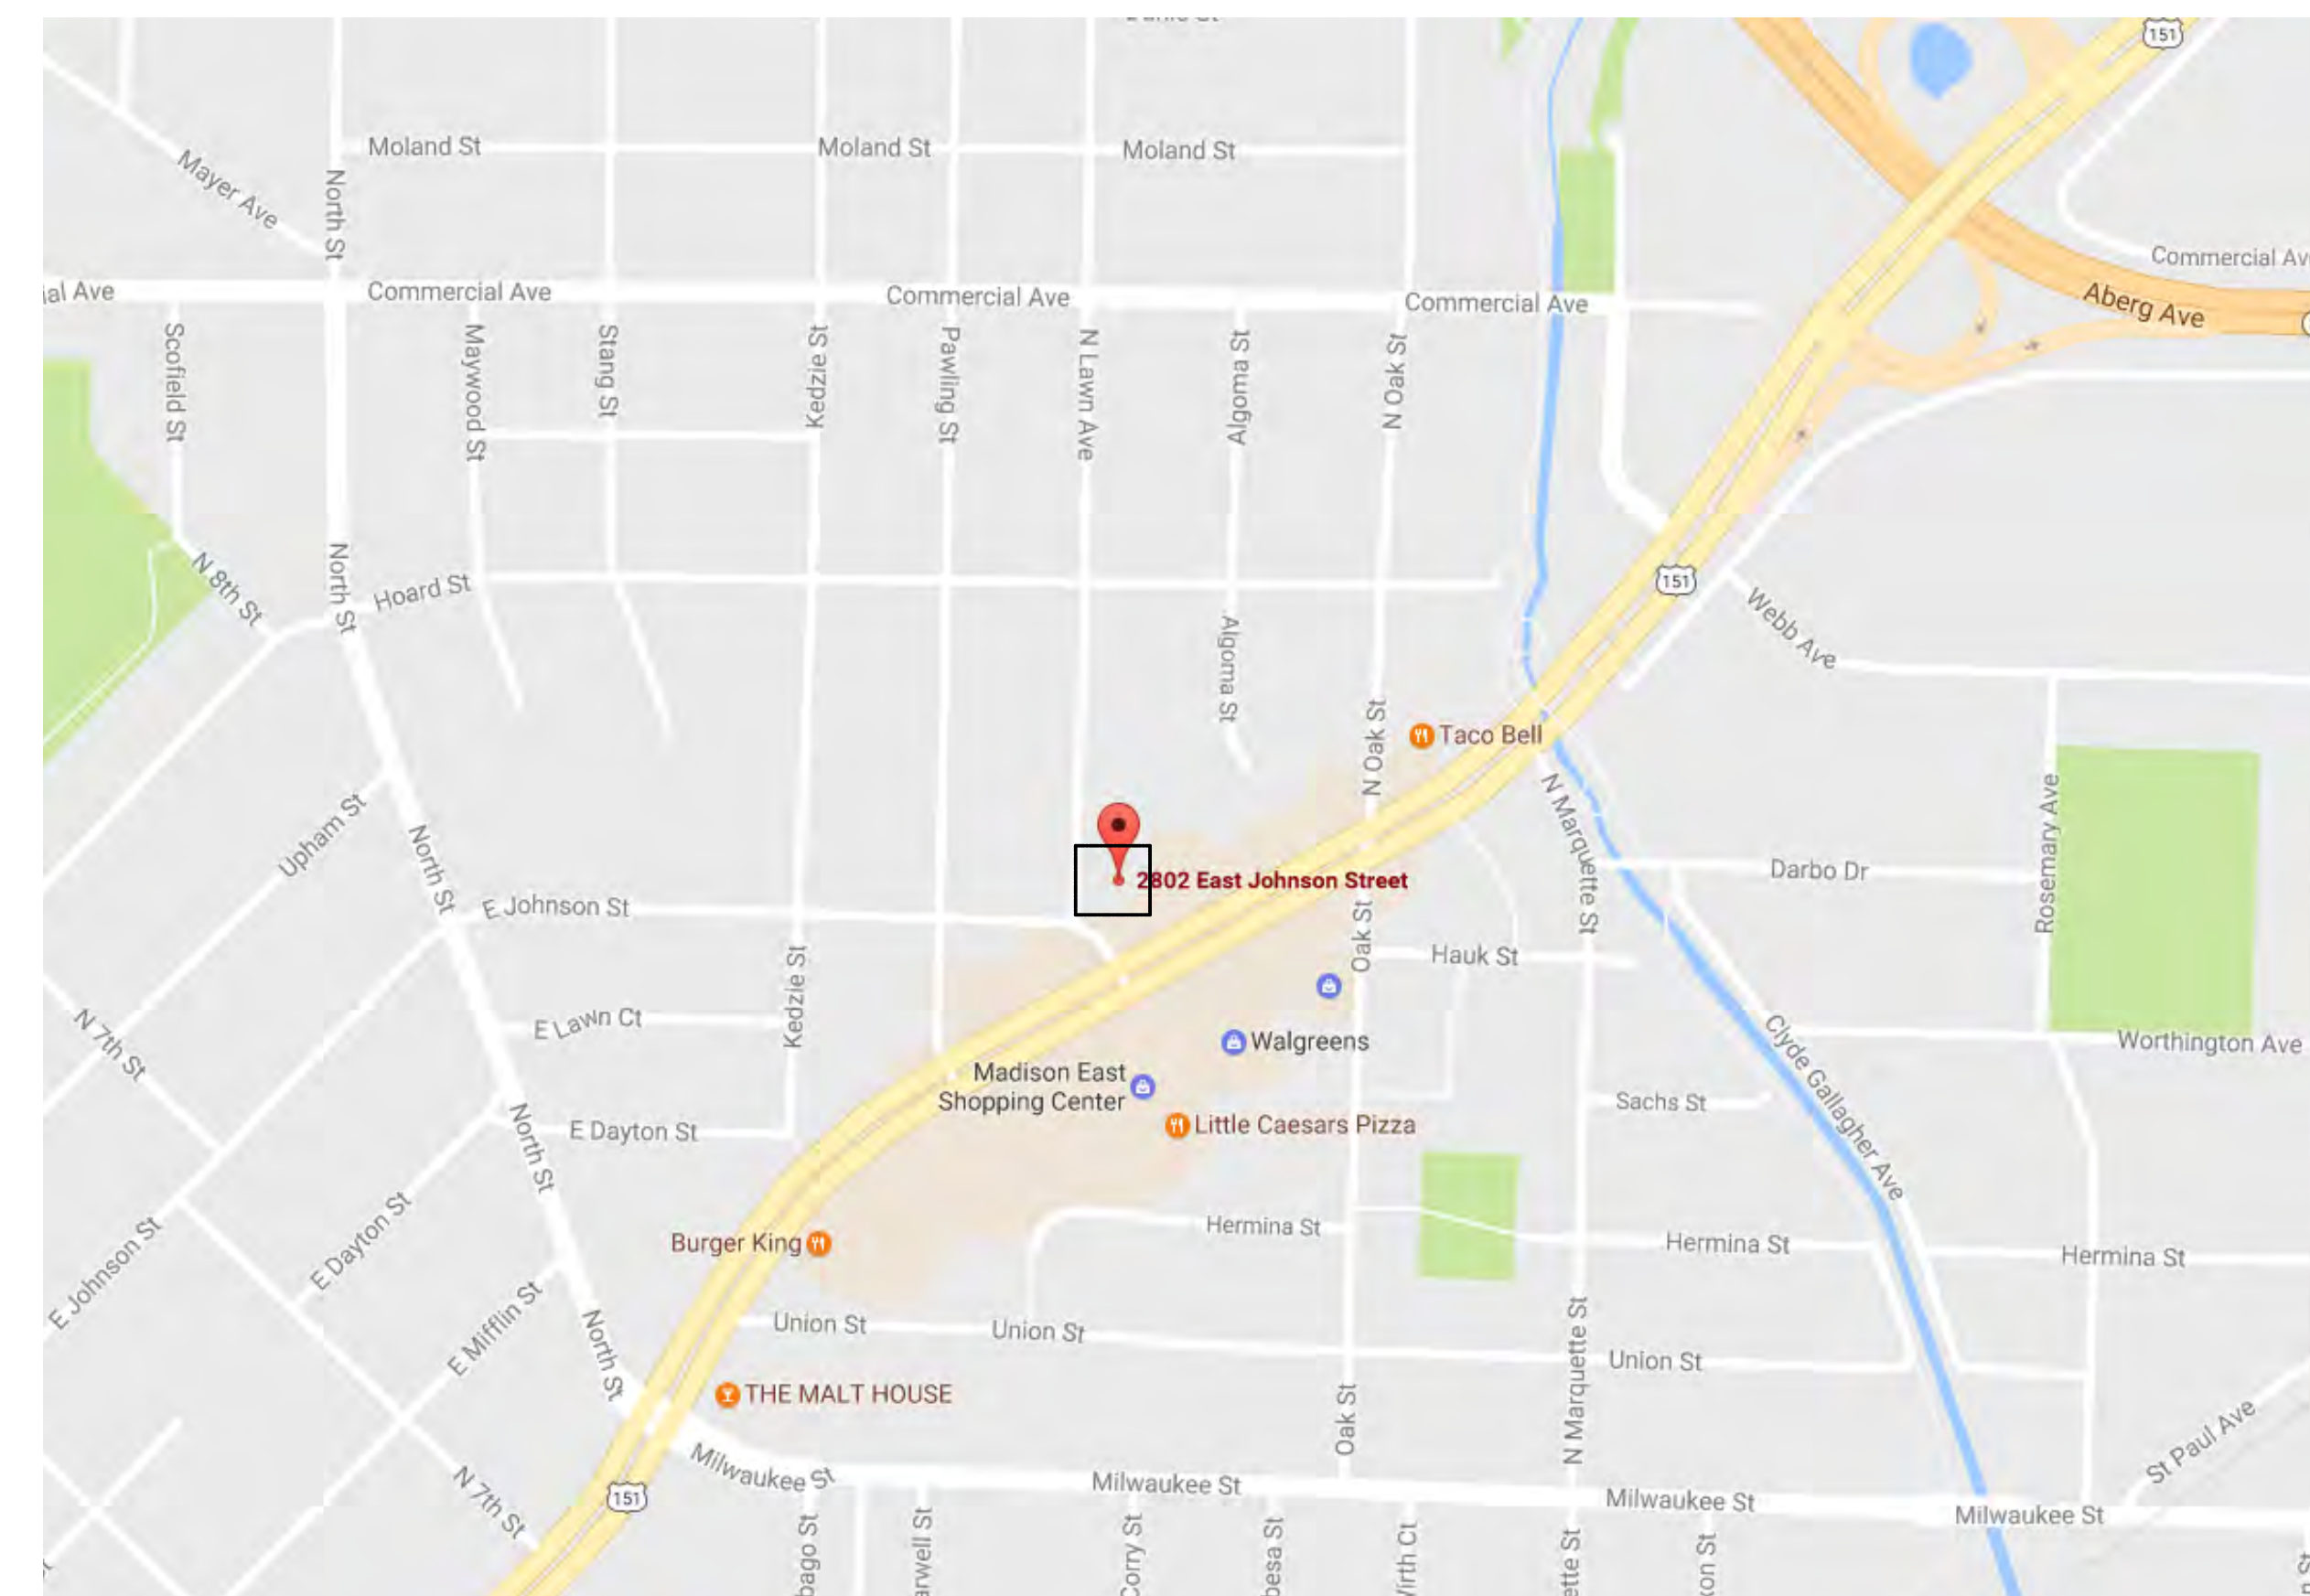 151
Moland St
Moland St
Moland St
Mayer Ave
North St
Commercial Ave
Aberg Ave
Commercial Ave
Commercial Ave
Commercial Ave
Scofield St
Maywood St
Stang St
Kedzie St
Pawling St
N Lawn Ave
Algoma St
N Oak St
N 8th St
North St
Hoard St
151
Webb Ave
Algoma St
N Oak St
Taco Bell
Upham St
North St
N Marquette St
Darbo Dr
Rosemary Ave
2802 East Johnson Street
E Johnson St
Oak St
Hauk St
Kedzie St
E Lawn Ct
N 7th St
Walgreens
Clyde Gallagher Ave
Worthington Ave
Madison East
Shopping Center
Sachs St
North St
E Dayton St
Little Caesars Pizza
E Johnson St
E Dayton St
Burger King
Hermina St
Hermina St
Hermina St
E Mifflin St
North St
Union St
Union St
N Marquette St
Union St
THE MALT HOUSE
Oak St
St Paul Ave
N 7th St
151
Milwaukee St
Milwaukee St
Milwaukee St
Milwaukee St
Corry St